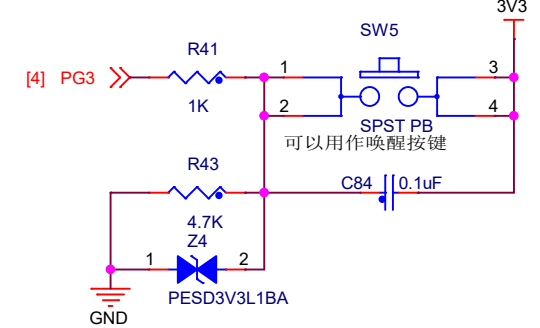 3V3
SW5
R41
1
3
[4] PG3
1K
2
4
SPST PB
可以用作唤醒按键
R43
C84
0.1uF
4.7K
Z4
1
2
PESD3V3L1BA
GND